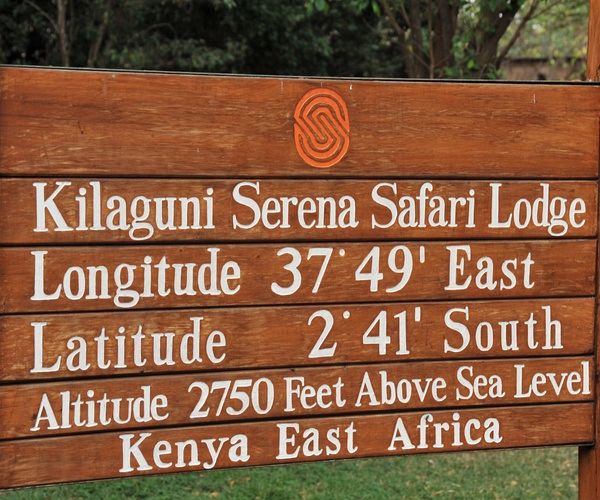 Kilaguni Serena Safari Lodge
Longitude 37° 49' East
Latitude 2° 41' South
Altitude 2750 Feet Above Sea Level
Kenya East Africa